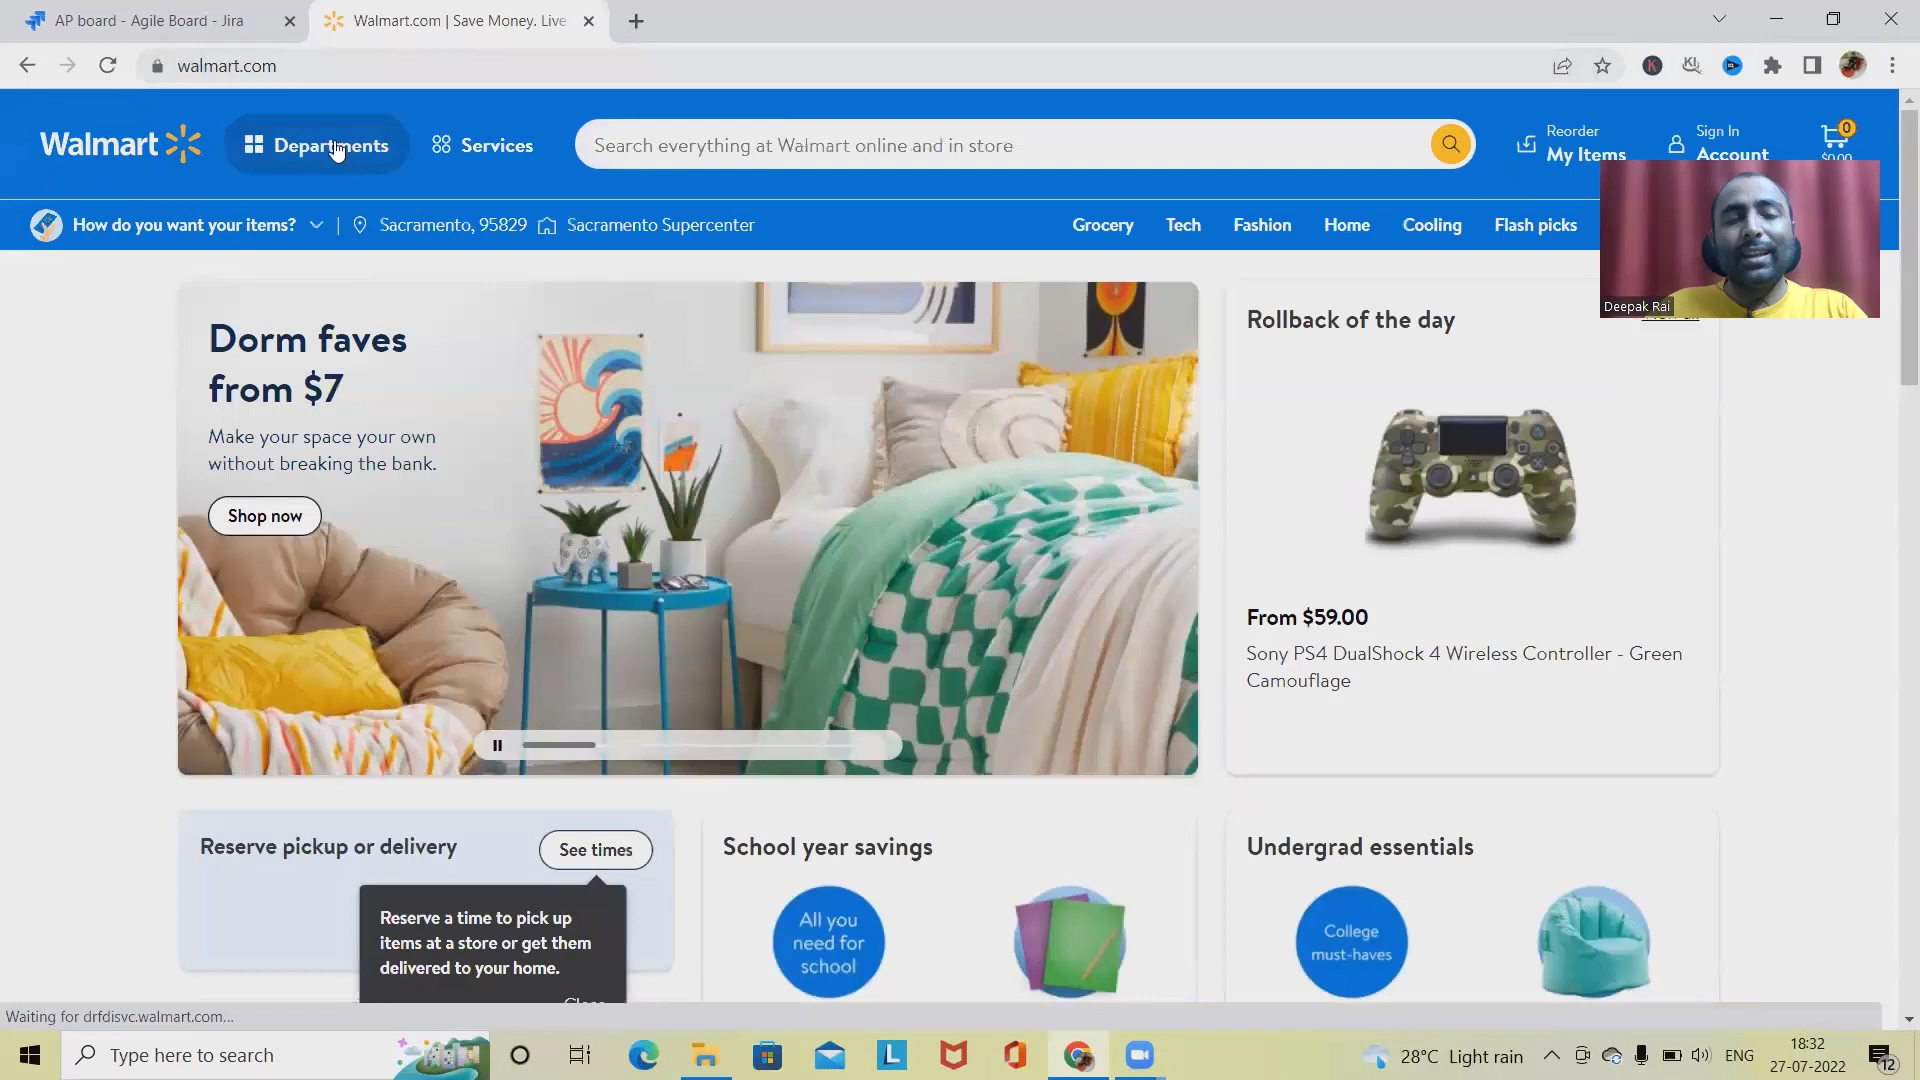 AP board - Agile Board - Jira
Walmart.com | Save Money. Live
walmart.com
Walmart
Departments
Services
Search everything at Walmart online and in store
Reorder
My Items
Sign In
Account
0
$0.00
How do you want your items?
Sacramento, 95829
Sacramento Supercenter
Grocery
Tech
Fashion
Home
Cooling
Flash picks
Deepak Rai
Dorm faves
from $7
Make your space your own
without breaking the bank.
Shop now
Rollback of the day
From $59.00
Sony PS4 DualShock 4 Wireless Controller - Green
Camouflage
Reserve pickup or delivery
See times
Reserve a time to pick up
items at a store or get them
delivered to your home.
Close
School year savings
All you
need for
school
Undergrad essentials
College
must-haves
Waiting for drfdisvc.walmart.com...
Type here to search
28°C Light rain
ENG
18:32
27-07-2022
12